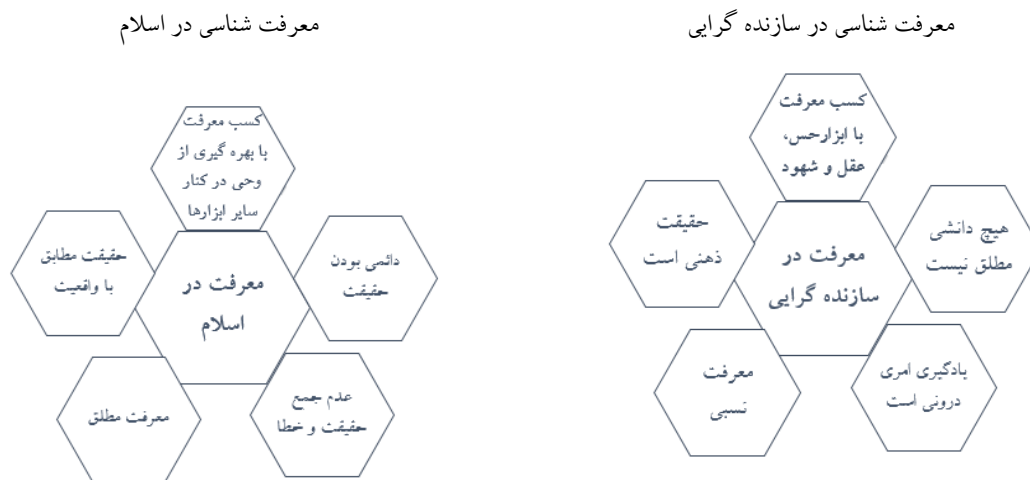 معرفت شناسی در سازنده گرایی
معرفت شناسی در اسلام
کسب معرفت
با ابزارحس،
عقل و شهود
هیچ دانشی
مطلق نیست
حقیقت
ذهنی است
معرفت در
سازنده گرایی
یادگیری امری
درونی است
معرفت
نسبی
کسب معرفت
با بهره گیری از
وحی در کنار
سایر ابزارها
دائمی بودن
حقیقت
حقیقت مطابق
با واقعیت
معرفت در
اسلام
عدم جمع
حقیقت و خطا
معرفت مطلق